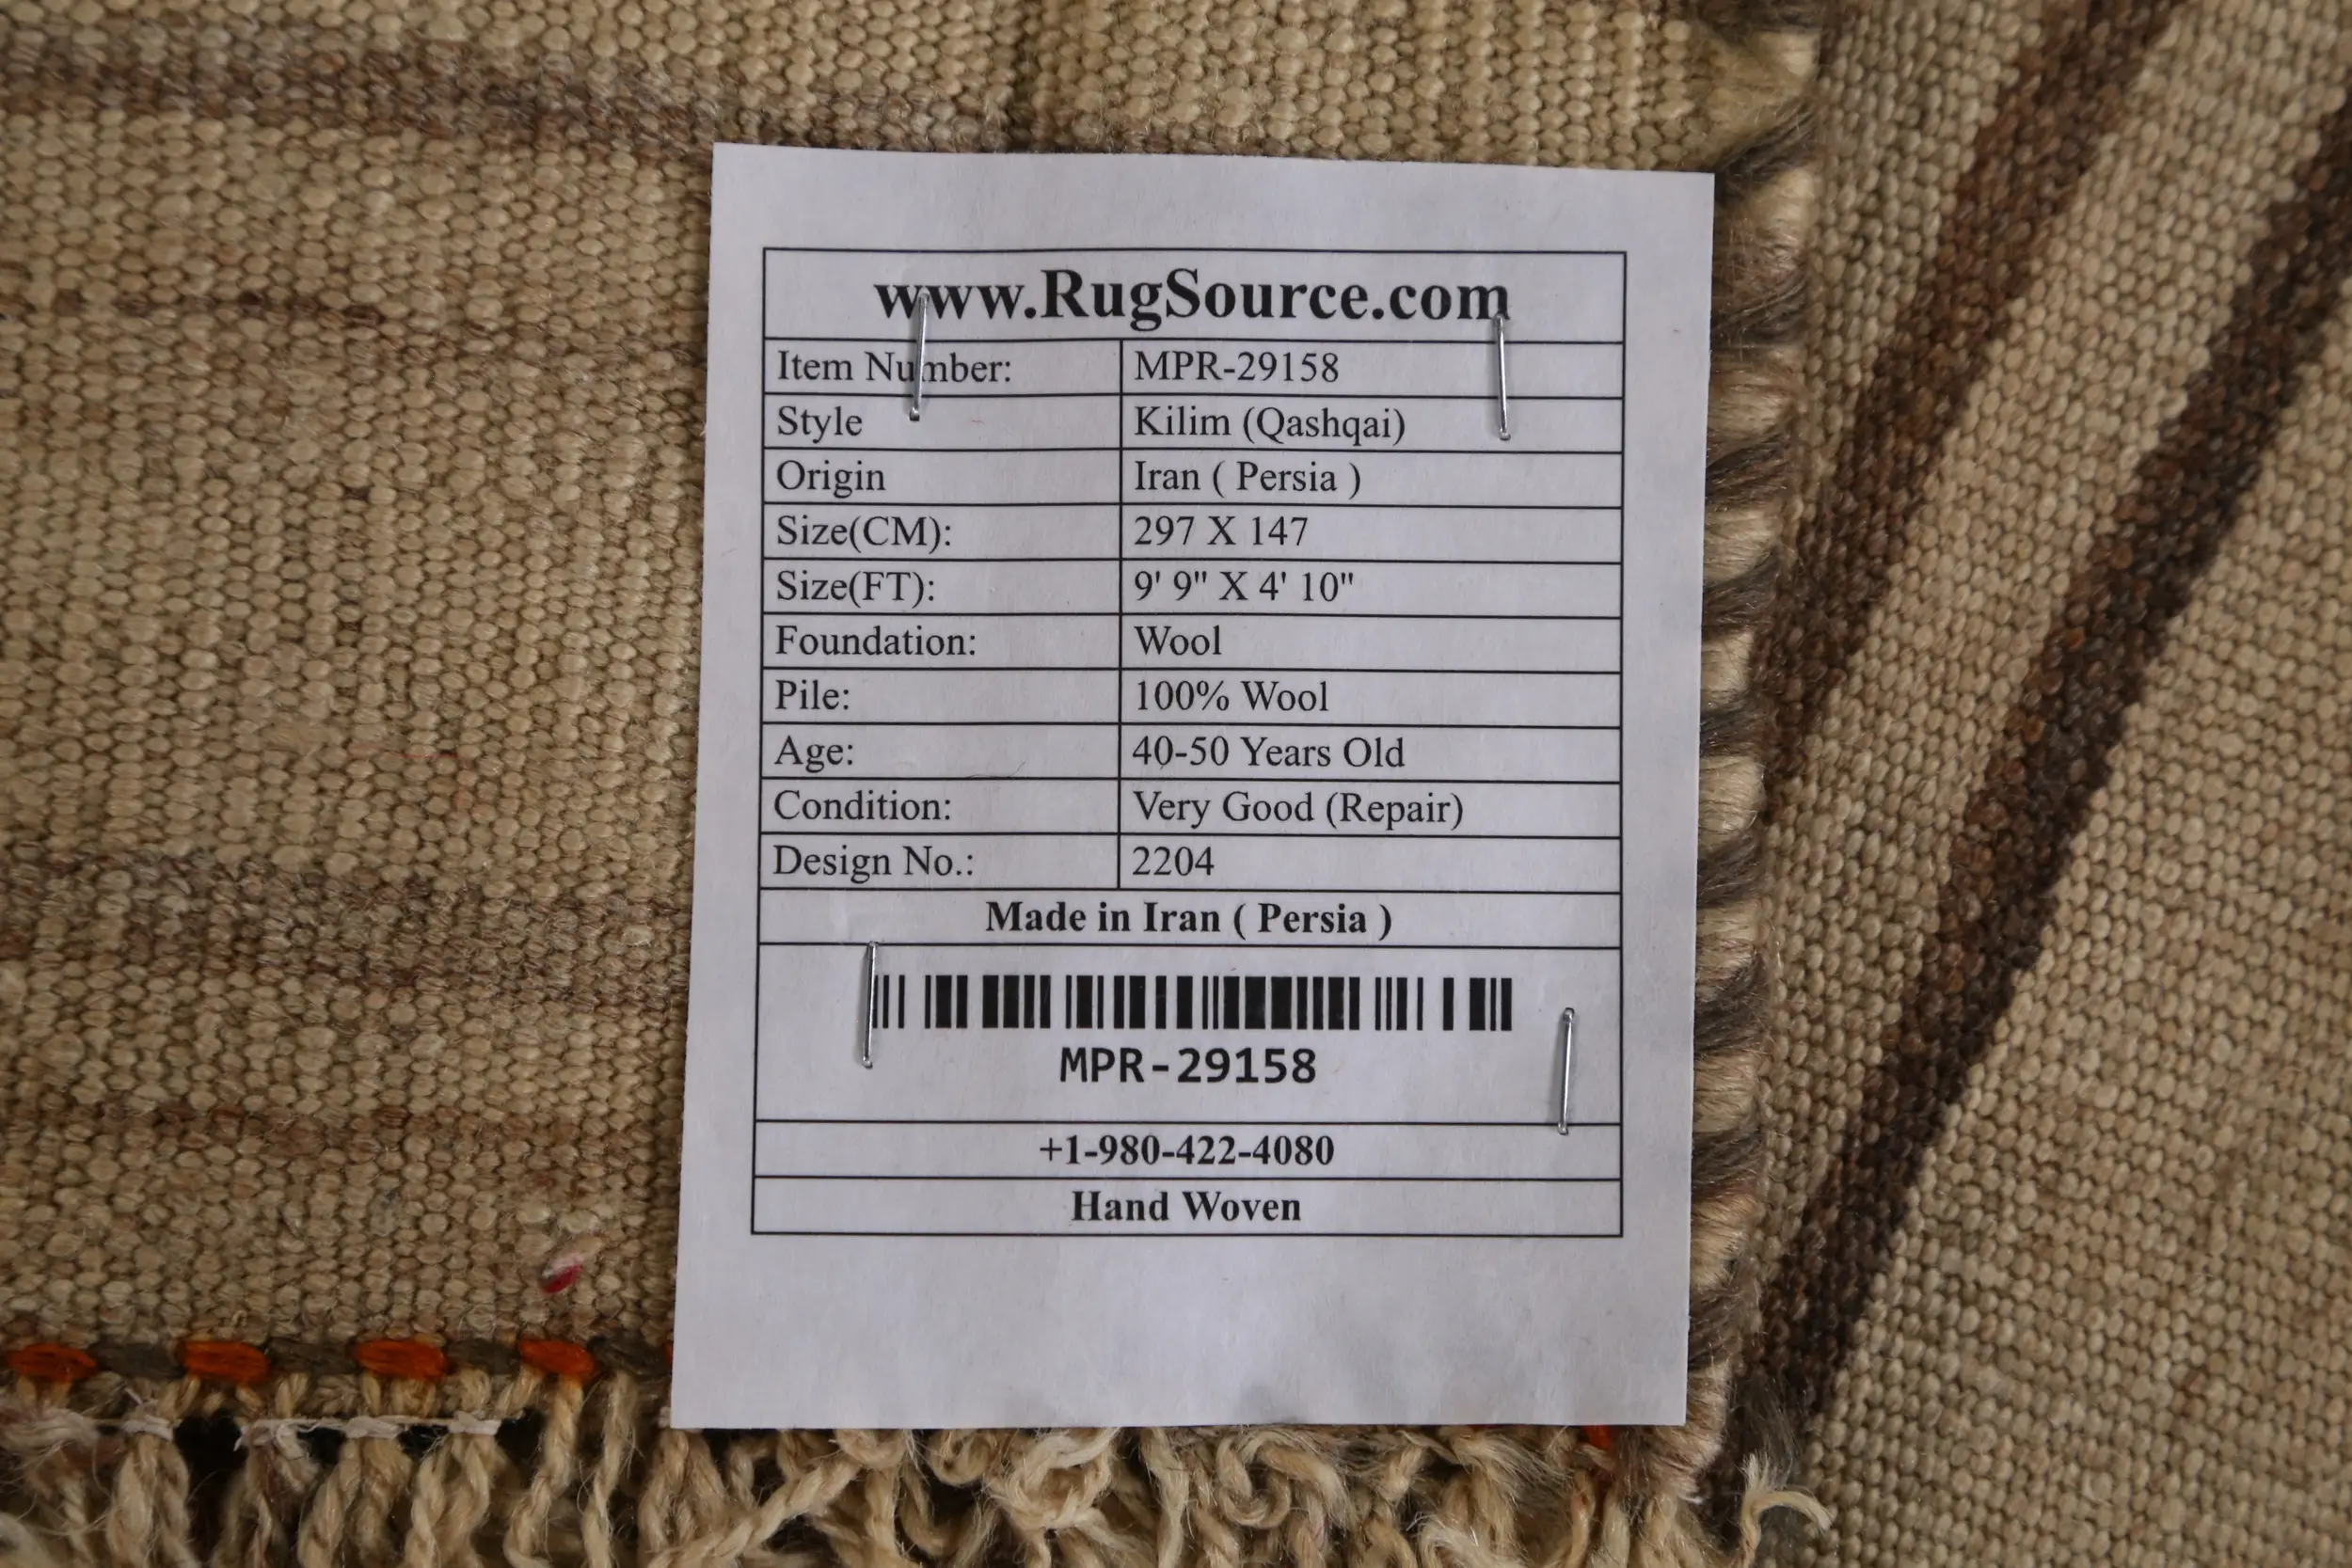 www.RugSource.com
Item Number: MPR-29158
Style Kilim (Qashqai)
Origin Iran ( Persia )
Size(CM): 297 X 147
Size(FT): 9' 9" X 4' 10"
Foundation: Wool
Pile: 100% Wool
Age: 40-50 Years Old
Condition: Very Good (Repair)
Design No.: 2204
Made in Iran ( Persia )
MPR-29158
+1-980-422-4080
Hand Woven